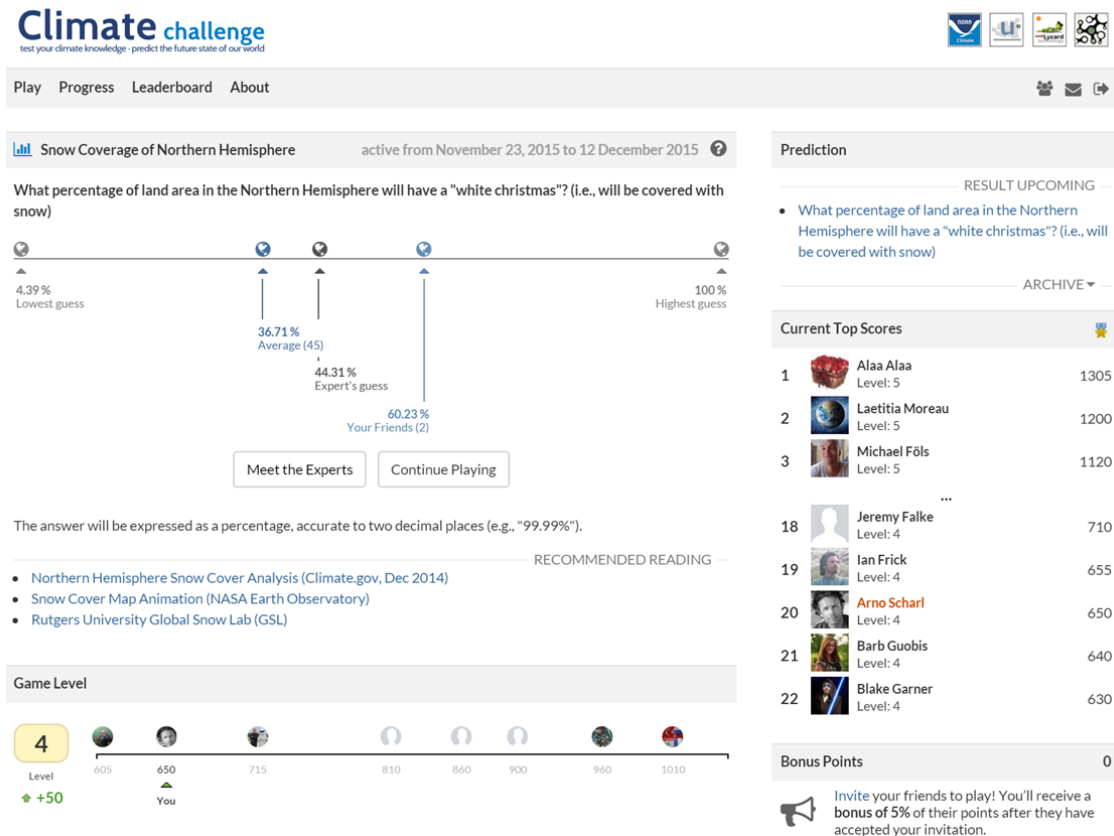 Climate challenge
test your climate knowledge - predict the future state of our world
Play Progress Leaderboard About
Snow Coverage of Northern Hemisphere active from November 23, 2015 to 12 December 2015
What percentage of land area in the Northern Hemisphere will have a "white christmas"? (i.e., will be covered with
snow)
4.39 %
Lowest guess
100 %
Highest guess
36.71 %
Average (45)
44.31 %
Expert's guess
60.23 %
Your Friends (2)
Meet the Experts Continue Playing
The answer will be expressed as a percentage, accurate to two decimal places (e.g., "99.99%").
RECOMMENDED READING
Northern Hemisphere Snow Cover Analysis (Climate.gov, Dec 2014)
Snow Cover Map Animation (NASA Earth Observatory)
Rutgers University Global Snow Lab (GSL)
Game Level
4
Level
+50
605 650 715 810 860 900 960 1010
You
Prediction
RESULT UPCOMING
What percentage of land area in the Northern
Hemisphere will have a "white christmas"? (i.e., will
be covered with snow)
ARCHIVE
Current Top Scores
1 Alaa Alaa 1305
Level: 5
2 Laetitia Moreau 1200
Level: 5
3 Michael Föls 1120
Level: 5
...
18 Jeremy Falke 710
Level: 4
19 Ian Frick 655
Level: 4
20 Arno Scharl 650
Level: 4
21 Barb Guobis 640
Level: 4
22 Blake Garner 630
Level: 4
Bonus Points 0
Invite your friends to play! You'll receive a
bonus of 5% of their points after they have
accepted your invitation.